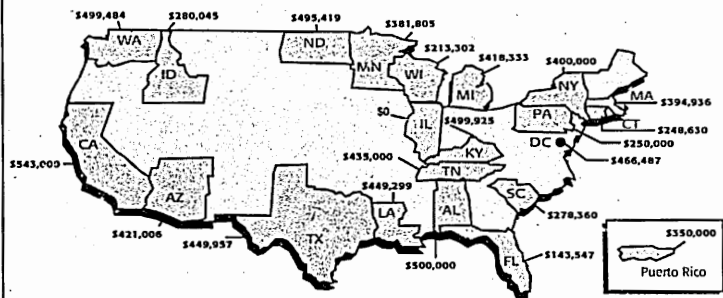 $499,484
$280,045
$495,419
$381,805
$213,302
$418,333
$400,000
WA
ND
MN
ID
WI
MI
NY
MA
$394,936
$0
IL
$499,925
PA
CT
$248,630
$250,000
DC
$466,487
CA
KY
$435,000
TN
$543,000
AZ
$449,299
SC
LA
AL
$278,360
$421,006
$449,957
TX
$500,000
FL
$143,547
$350,000
Puerto Rico